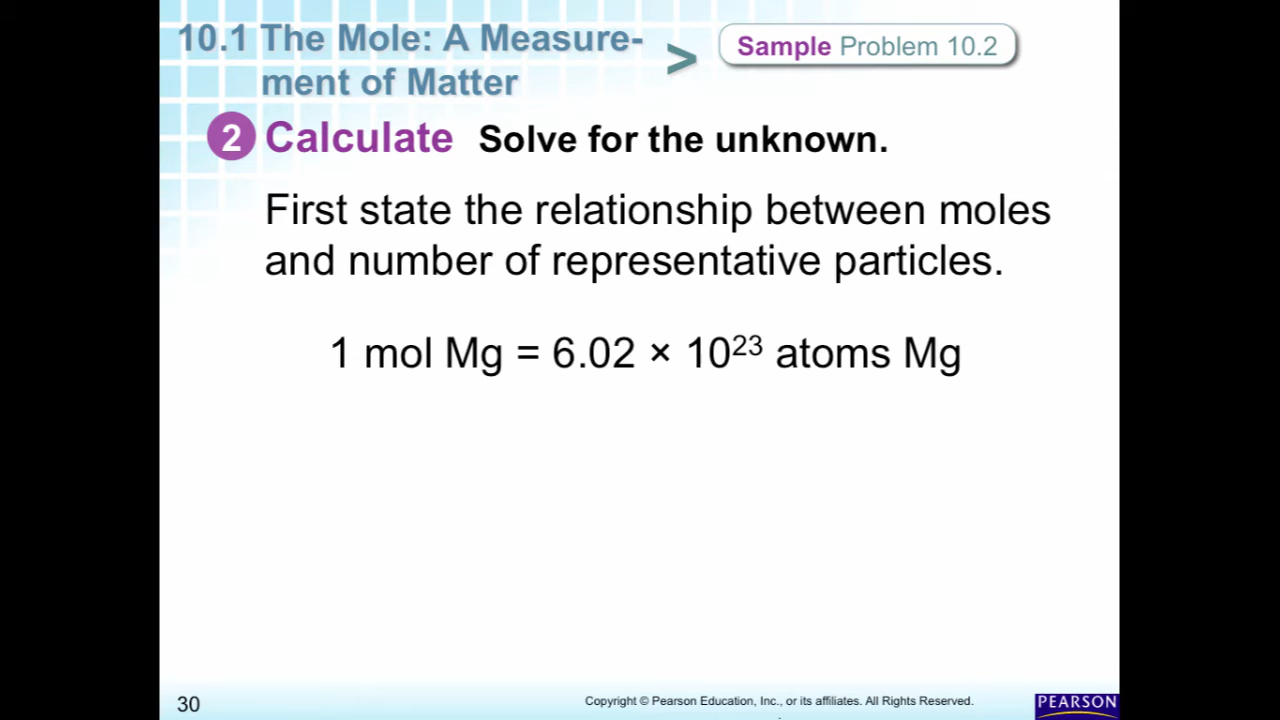 10.1 The Mole: A Measure-
ment of Matter
>
Sample Problem 10.2
2 Calculate Solve for the unknown.
First state the relationship between moles
and number of representative particles.
1 mol Mg = 6.02 × 10²³ atoms Mg
30
Copyright © Pearson Education, Inc., or its affiliates. All Rights Reserved.
PEARSON